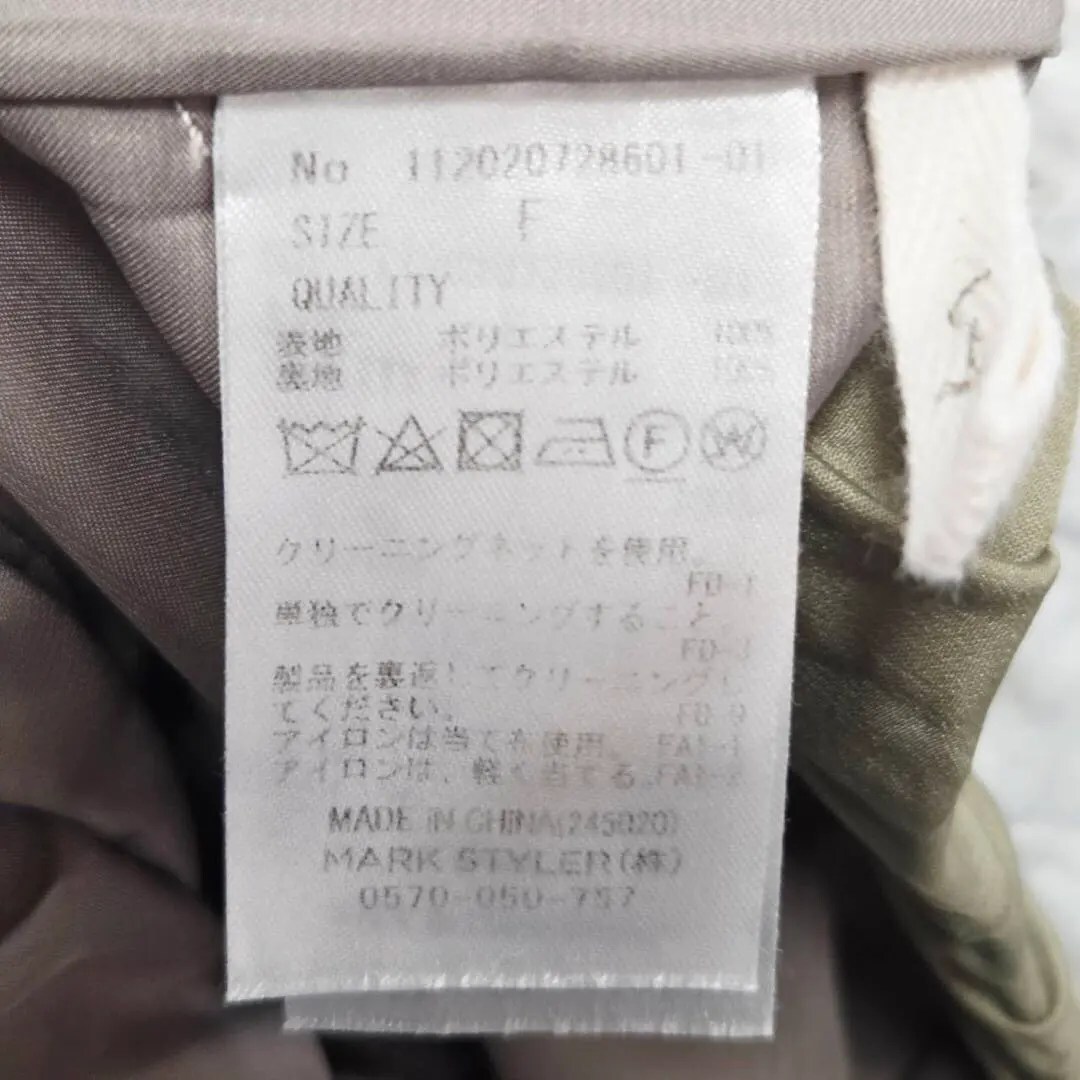 No 112020728601-01
SIZE F
QUALITY
表地 ポリエステル 100%
裏地 ポリエステル 100%
F W
クリーニングネットを使用。
FD-1
単独でクリーニングすること
FD-3
製品を裏返してクリーニングし
てください。 FD-9
アイロンは当て布使用。 FA1-1
アイロンは、軽く当てる。
MADE IN CHINA(245020)
MARK STYLER(株)
0570-050-757